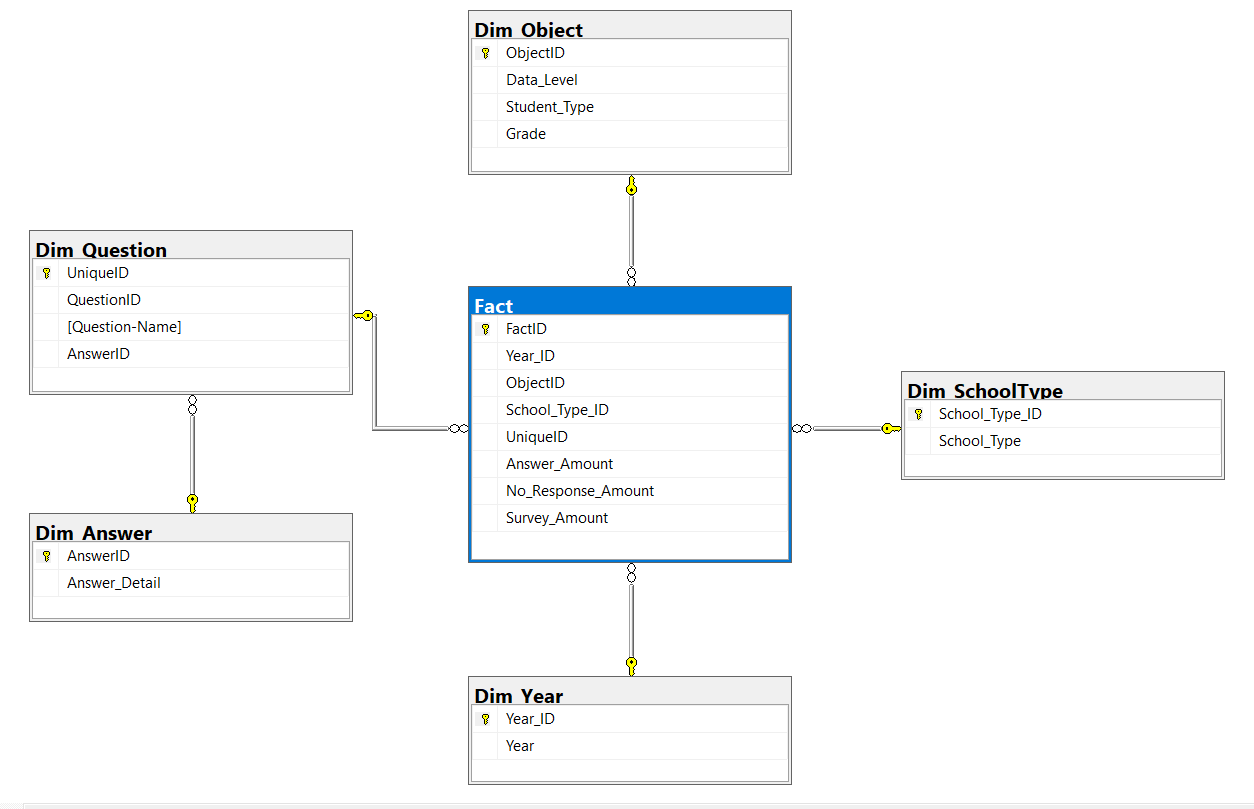 Dim_Object
ObjectID
Data_Level
Student_Type
Grade
Dim_Question
UniqueID
QuestionID
[Question-Name]
AnswerID
Fact
FactID
Year_ID
ObjectID
School_Type_ID
UniqueID
Answer_Amount
No_Response_Amount
Survey_Amount
Dim_SchoolType
School_Type_ID
School_Type
Dim_Answer
AnswerID
Answer_Detail
Dim_Year
Year_ID
Year